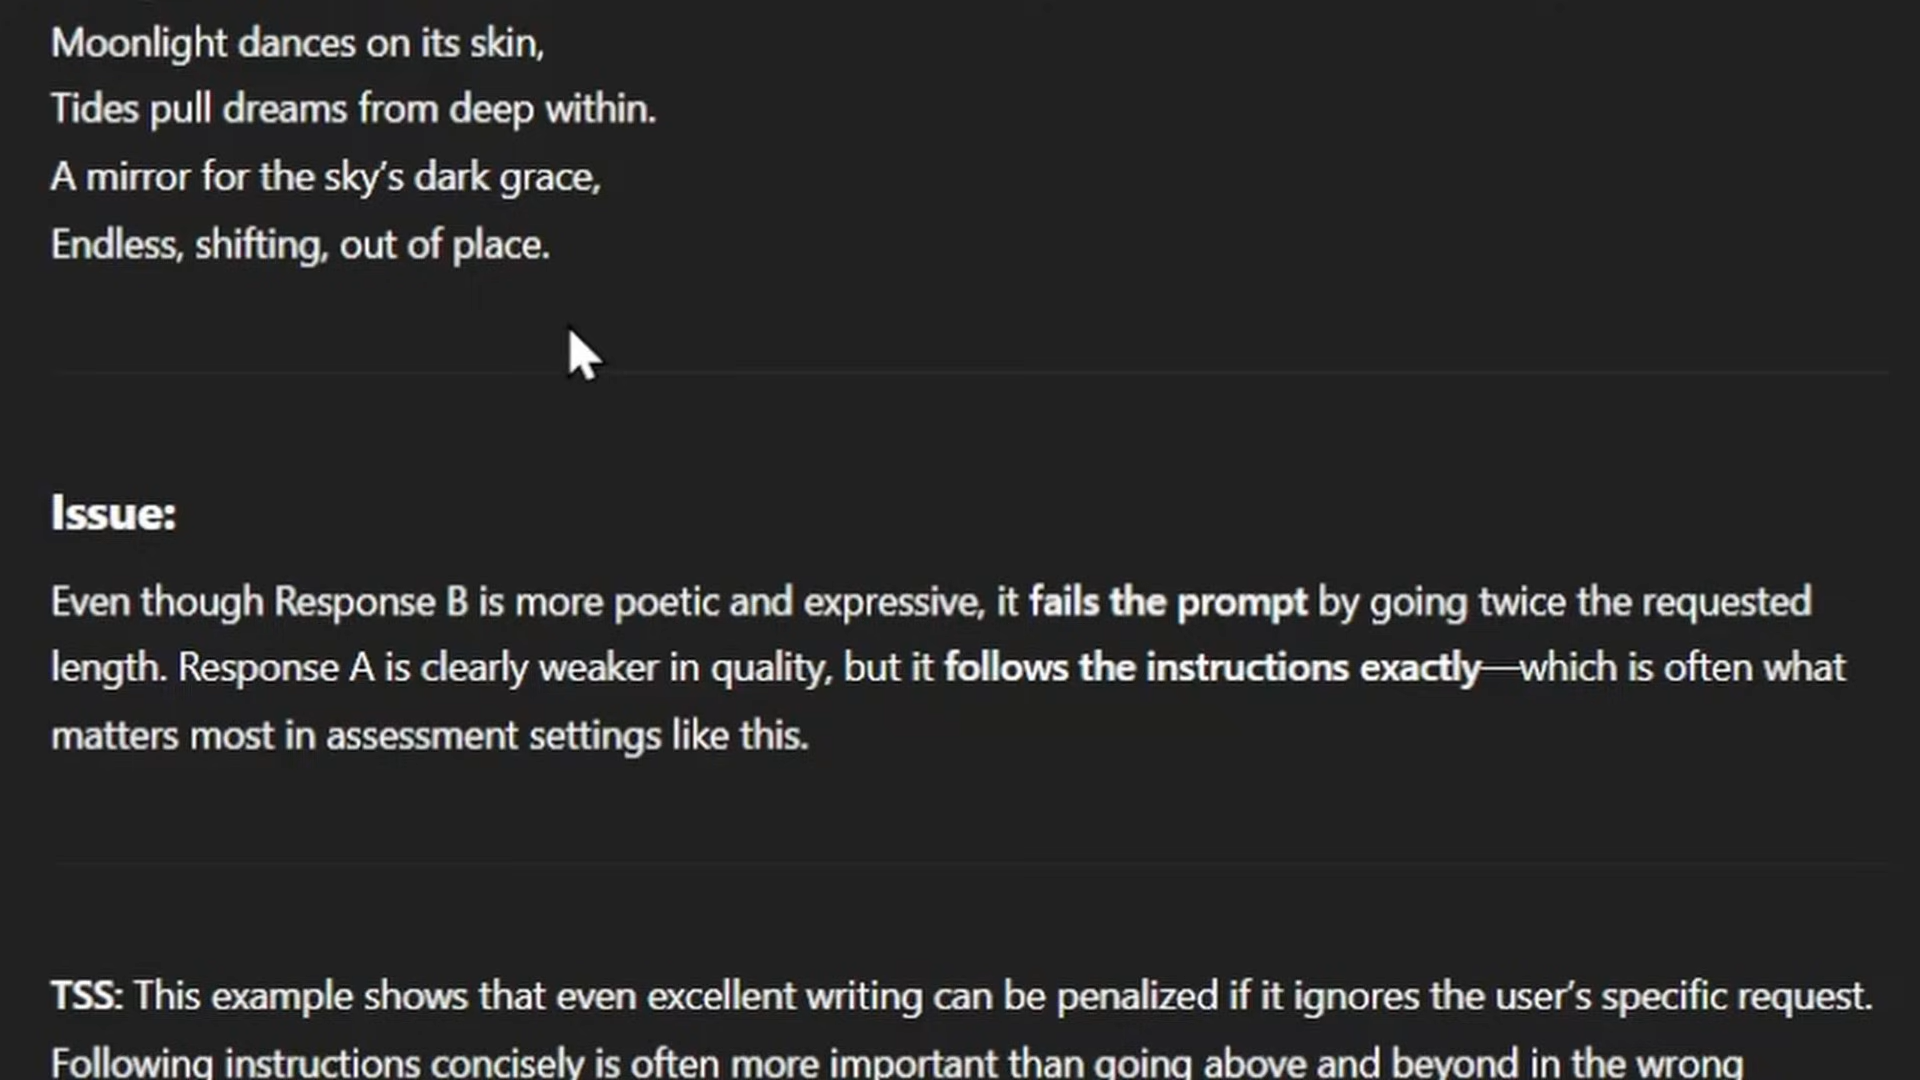 Moonlight dances on its skin,
Tides pull dreams from deep within.
A mirror for the sky’s dark grace,
Endless, shifting, out of place.
Issue:
Even though Response B is more poetic and expressive, it fails the prompt by going twice the requested
length. Response A is clearly weaker in quality, but it follows the instructions exactly—which is often what
matters most in assessment settings like this.
TSS: This example shows that even excellent writing can be penalized if it ignores the user’s specific request.
Following instructions concisely is often more important than going above and beyond in the wrong